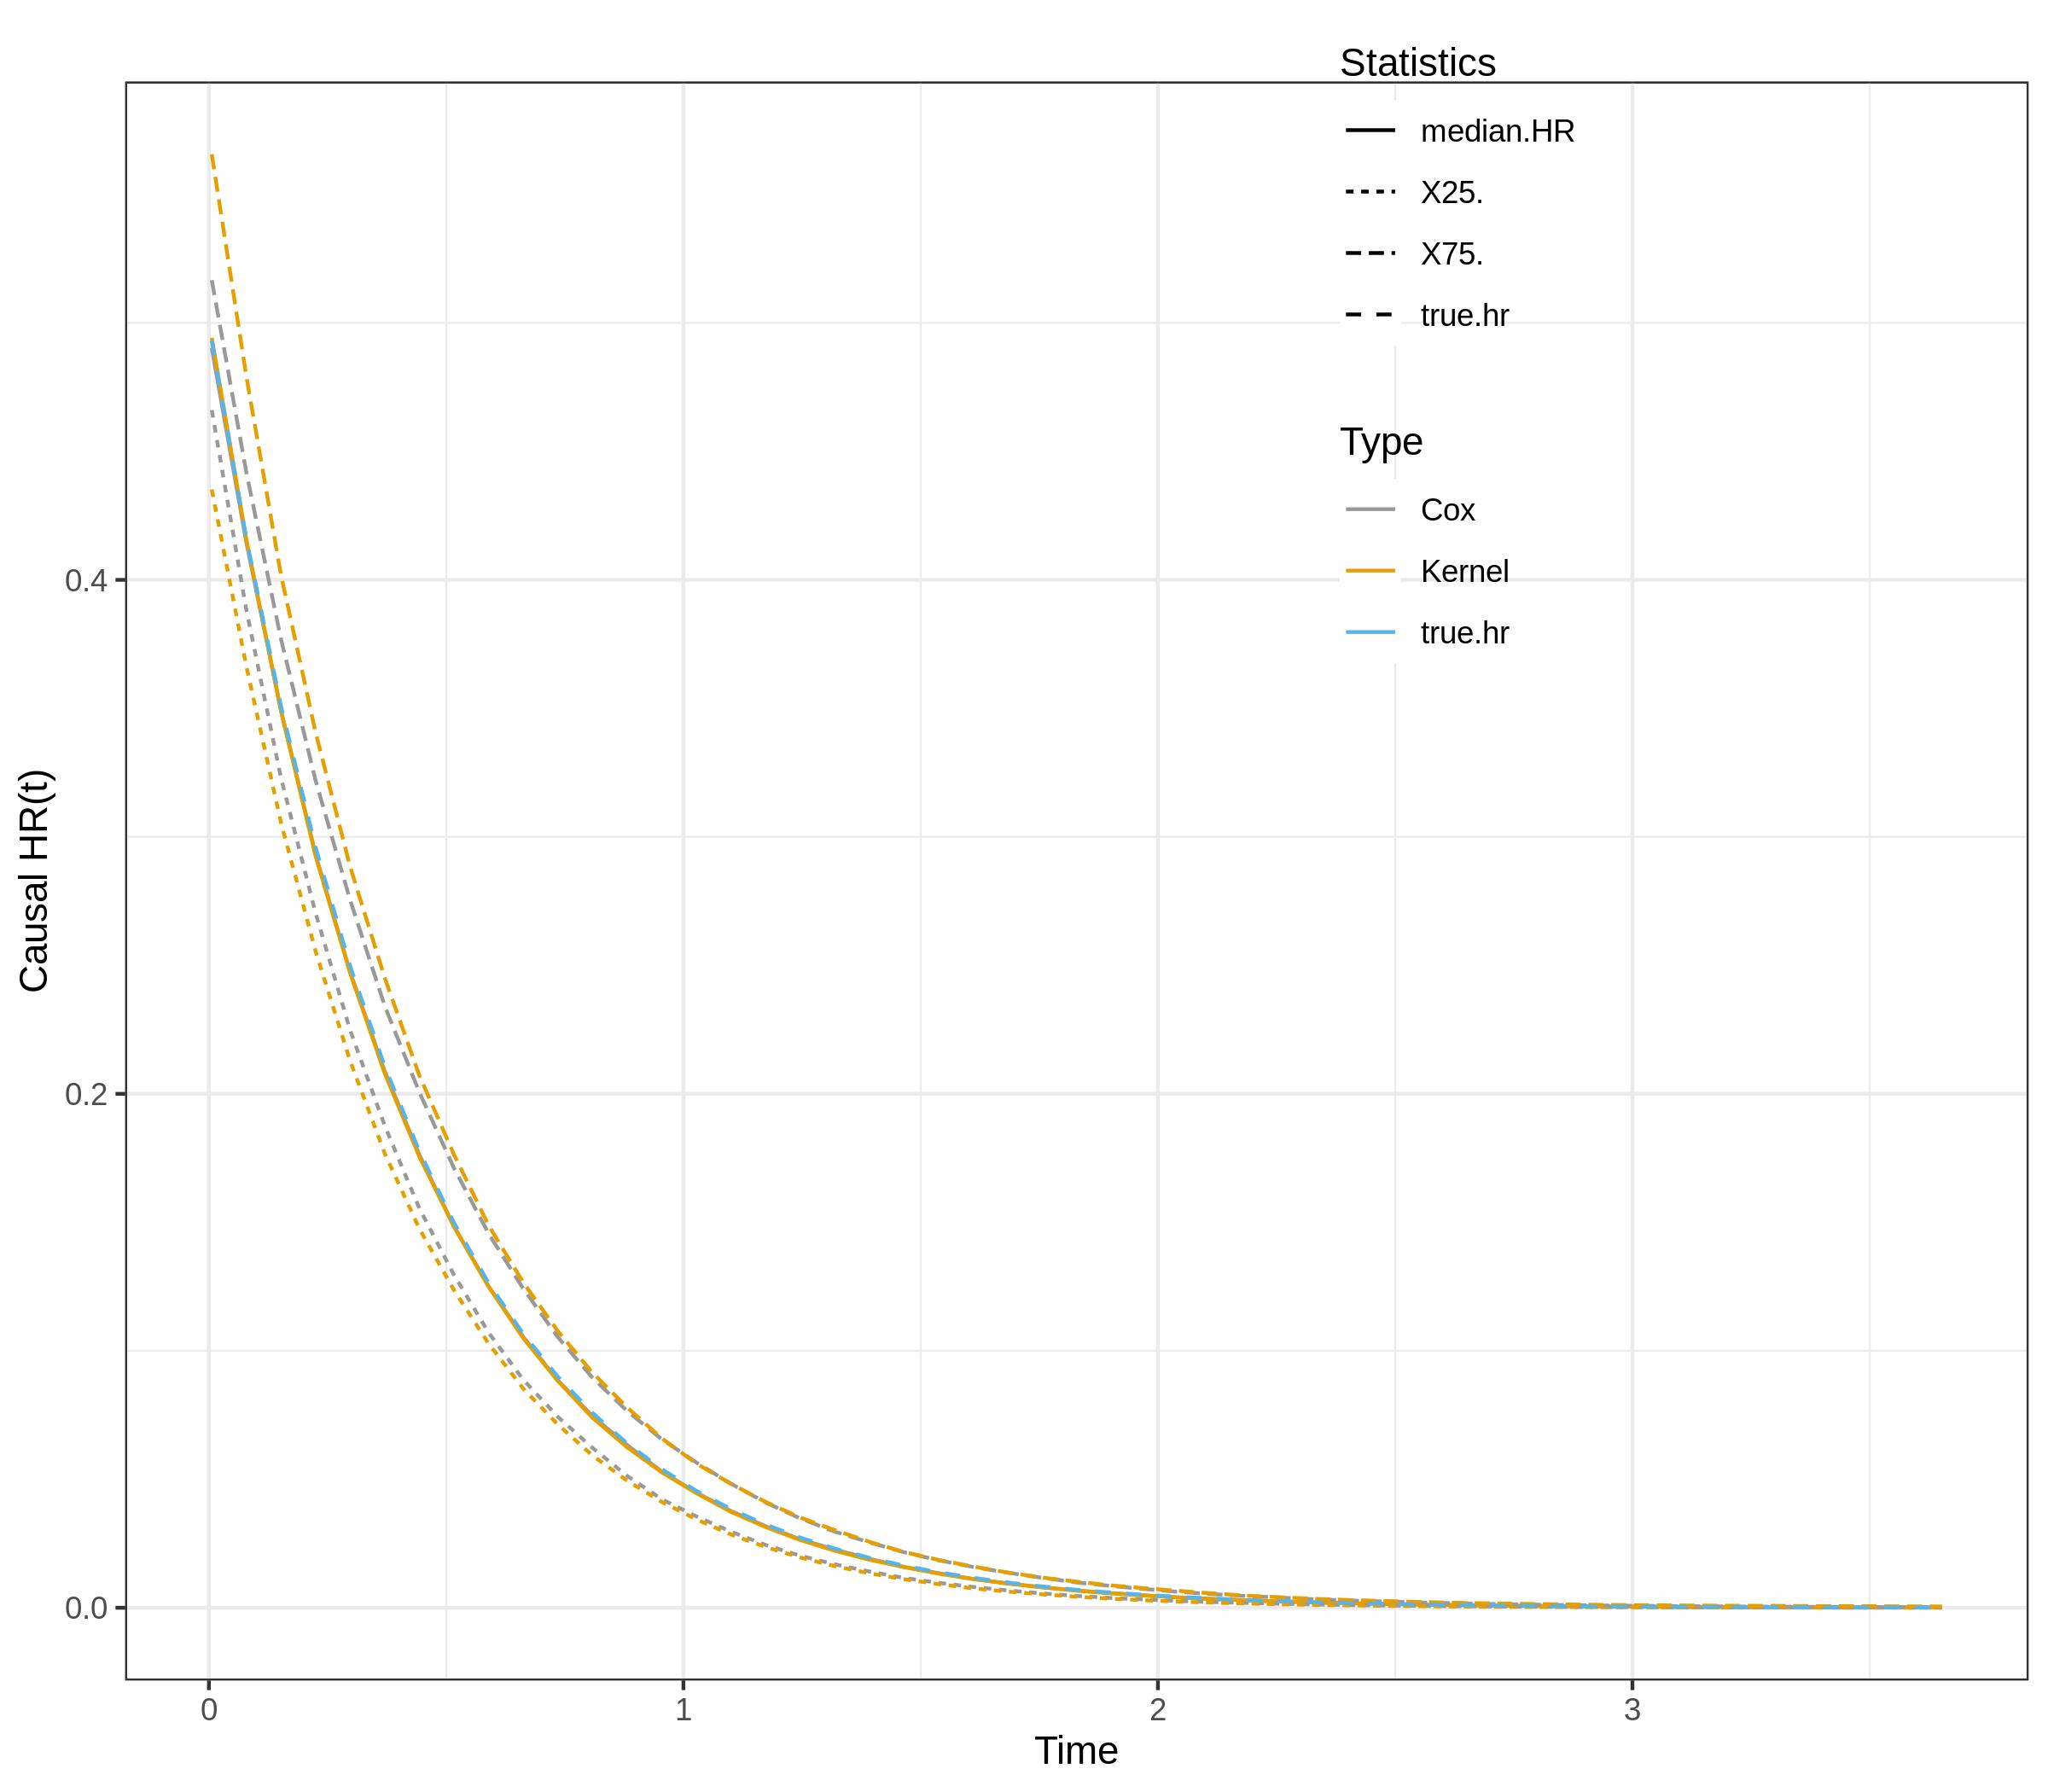 Statistics
median.HR
X25.
X75.
true.hr
Type
Cox
Kernel
true.hr
Causal HR(t)
0.4
0.2
0.0
0
1
2
3
Time